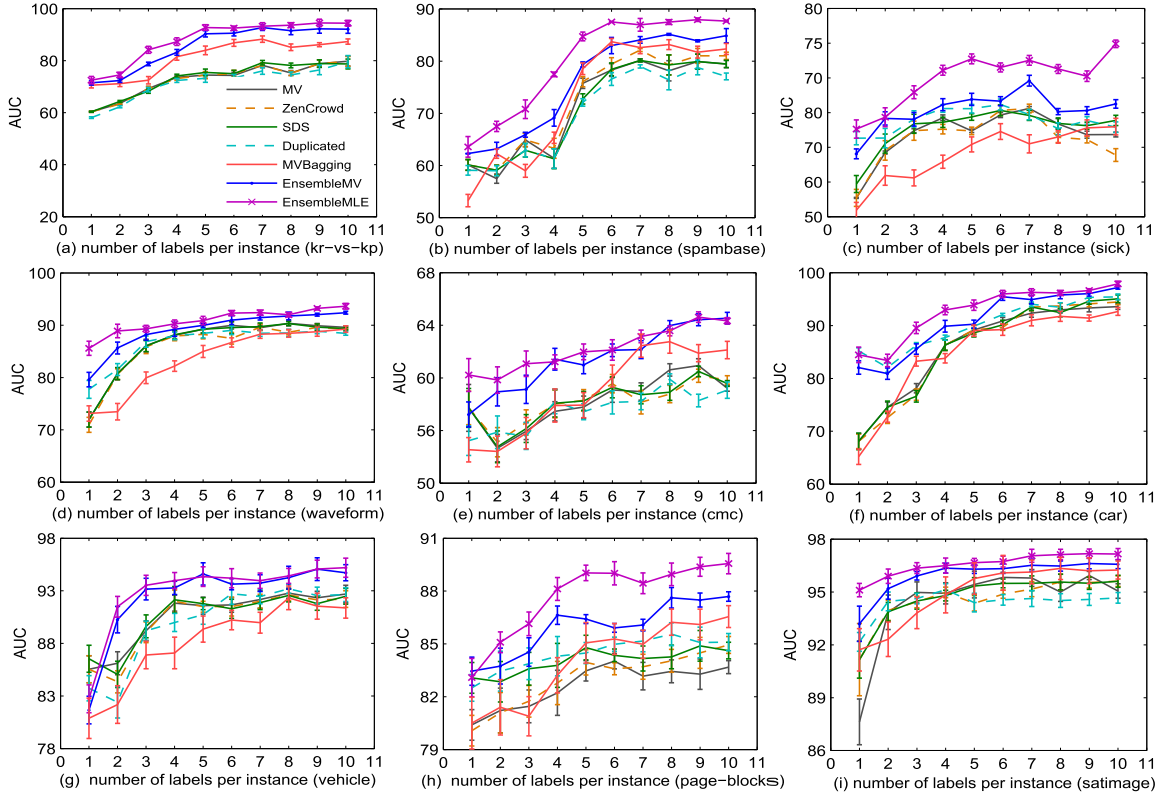 AUC
100
80
60
40
20
0 1 2 3 4 5 6 7 8 9 10 11
MV
ZenCrowd
SDS
Duplicated
MVBagging
EnsembleMV
EnsembleMLE
(a) number of labels per instance (kr−vs−kp)
AUC
90
80
70
60
50
0 1 2 3 4 5 6 7 8 9 10 11
(b) number of labels per instance (spambase)
AUC
75
70
80
70
60
50
0 1 2 3 4 5 6 7 8 9 10 11
(c) number of labels per instance (sick)
AUC
100
90
80
70
60
0 1 2 3 4 5 6 7 8 9 10 11
(d) number of labels per instance (waveform)
AUC
68
64
60
56
50
0 1 2 3 4 5 6 7 8 9 10 11
(e) number of labels per instance (cmc)
AUC
100
90
80
70
60
0 1 2 3 4 5 6 7 8 9 10 11
(f) number of labels per instance (car)
AUC
98
93
88
83
78
0 1 2 3 4 5 6 7 8 9 10 11
(g) number of labels per instance (vehicle)
AUC
91
88
85
82
79
0 1 2 3 4 5 6 7 8 9 10 11
(h) number of labels per instance (page−blocks)
AUC
98
95
92
89
86
0 1 2 3 4 5 6 7 8 9 10 11
(i) number of labels per instance (satimage)